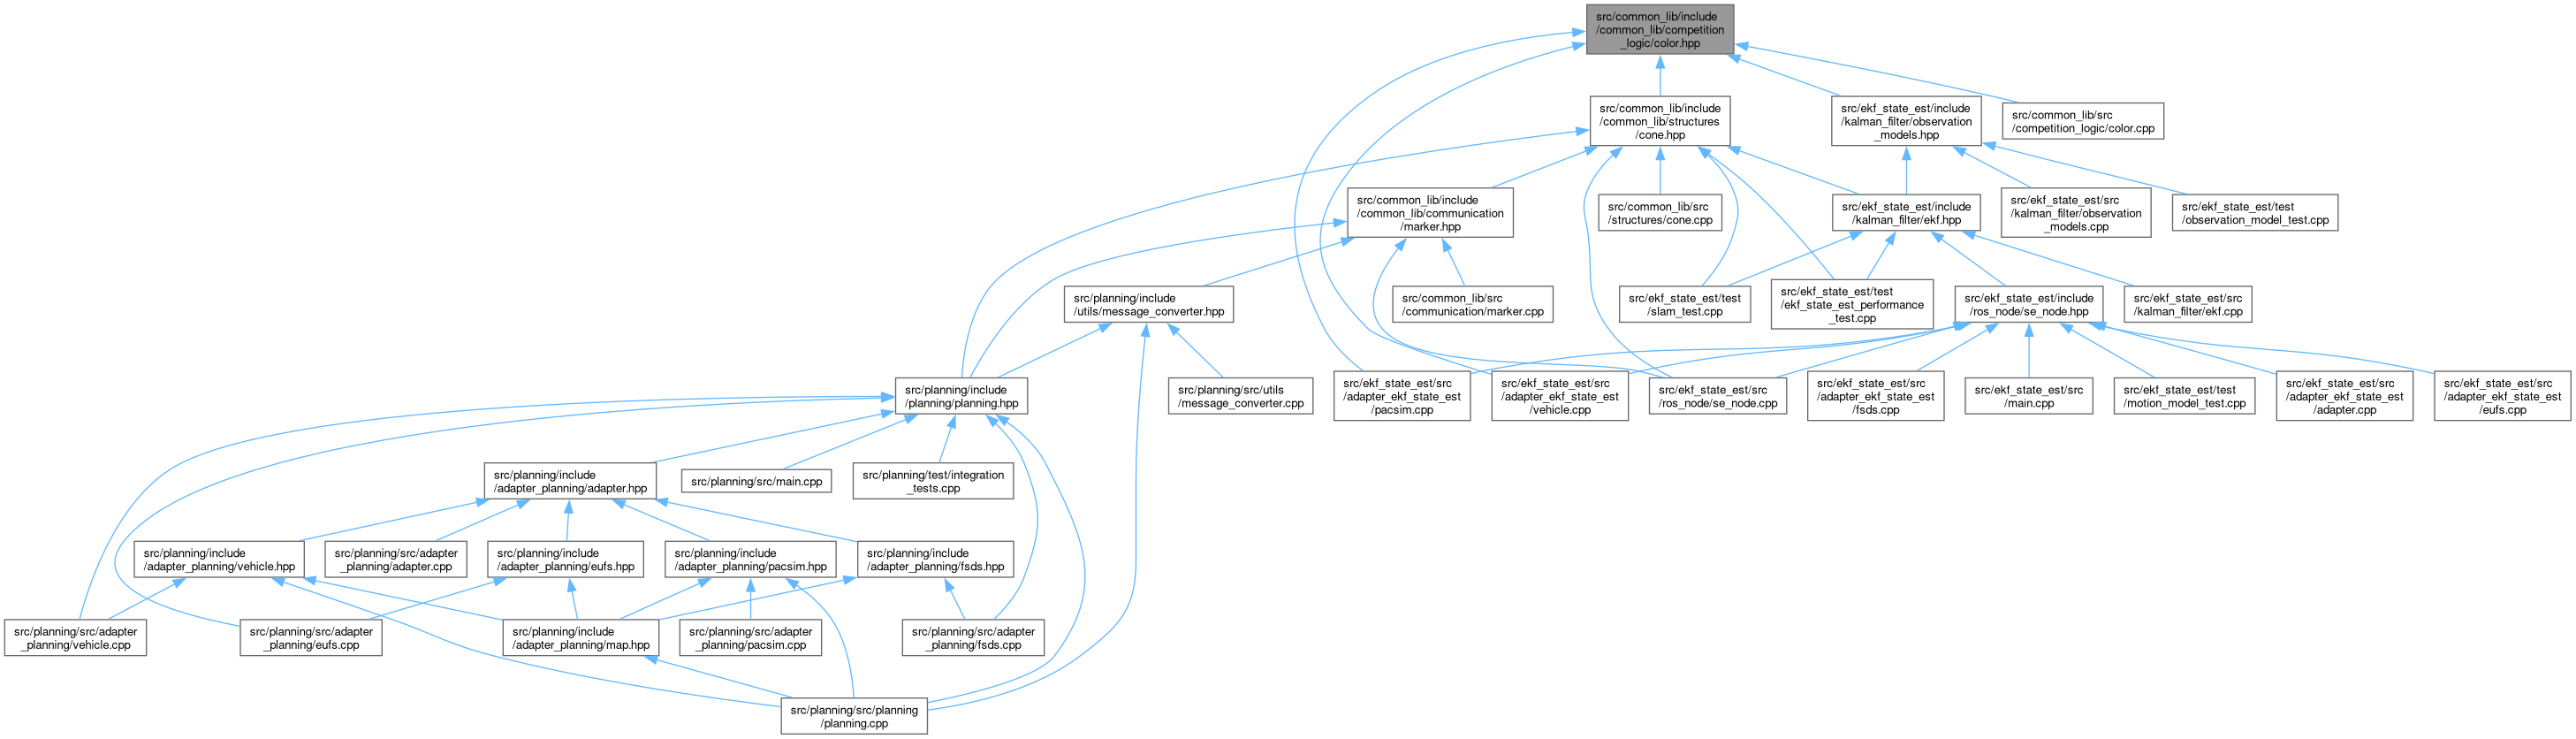 src/common_lib/include
/common_lib/competition
_logic/color.hpp
src/common_lib/include
/common_lib/structures
/cone.hpp
src/ekf_state_est/include
/kalman_filter/observation
_models.hpp
src/common_lib/src
/competition_logic/color.cpp
src/common_lib/include
/common_lib/communication
/marker.hpp
src/common_lib/src
/structures/cone.cpp
src/ekf_state_est/include
/kalman_filter/ekf.hpp
src/ekf_state_est/src
/kalman_filter/observation
_models.cpp
src/ekf_state_est/test
/observation_model_test.cpp
src/planning/include
/utils/message_converter.hpp
src/common_lib/src
/communication/marker.cpp
src/ekf_state_est/test
/slam_test.cpp
src/ekf_state_est/test
/ekf_state_est_performance
_test.cpp
src/ekf_state_est/include
/ros_node/se_node.hpp
src/ekf_state_est/src
/kalman_filter/ekf.cpp
src/planning/include
/planning/planning.hpp
src/planning/src/utils
/message_converter.cpp
src/ekf_state_est/src
/adapter_ekf_state_est
/pacsim.cpp
src/ekf_state_est/src
/adapter_ekf_state_est
/vehicle.cpp
src/ekf_state_est/src
/ros_node/se_node.cpp
src/ekf_state_est/src
/adapter_ekf_state_est
/fsds.cpp
src/ekf_state_est/src
/main.cpp
src/ekf_state_est/test
/motion_model_test.cpp
src/ekf_state_est/src
/adapter_ekf_state_est
/adapter.cpp
src/ekf_state_est/src
/adapter_ekf_state_est
/eufs.cpp
src/planning/include
/adapter_planning/adapter.hpp
src/planning/src/main.cpp
src/planning/test/integration
_tests.cpp
src/planning/include
/adapter_planning/vehicle.hpp
src/planning/src/adapter
_planning/adapter.cpp
src/planning/include
/adapter_planning/eufs.hpp
src/planning/include
/adapter_planning/pacsim.hpp
src/planning/include
/adapter_planning/fsds.hpp
src/planning/src/adapter
_planning/vehicle.cpp
src/planning/src/adapter
_planning/eufs.cpp
src/planning/include
/adapter_planning/map.hpp
src/planning/src/adapter
_planning/pacsim.cpp
src/planning/src/adapter
_planning/fsds.cpp
src/planning/src/planning
/planning.cpp